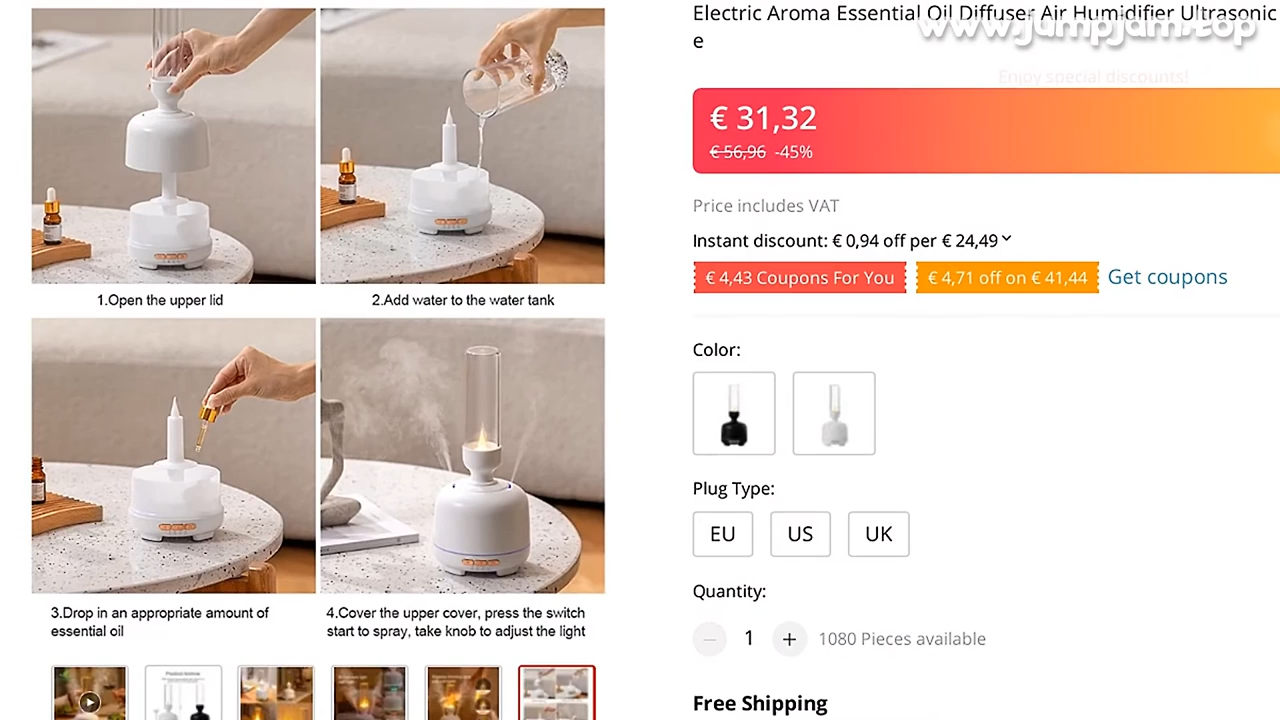 Electric Aroma Essential Oil Diffuser Air Humidifier Ultrasonic
e
www.jumpjam.top
Enjoy special discounts!
€ 31,32
€ 56,96 -45%
Price includes VAT
Instant discount: € 0,94 off per € 24,49
€ 4,43 Coupons For You
€ 4,71 off on € 41,44
Get coupons
1.Open the upper lid
2.Add water to the water tank
Color:
Plug Type:
EU
US
UK
3.Drop in an appropriate amount of
essential oil
4.Cover the upper cover, press the switch
start to spray, take knob to adjust the light
Quantity:
1
1080 Pieces available
Free Shipping